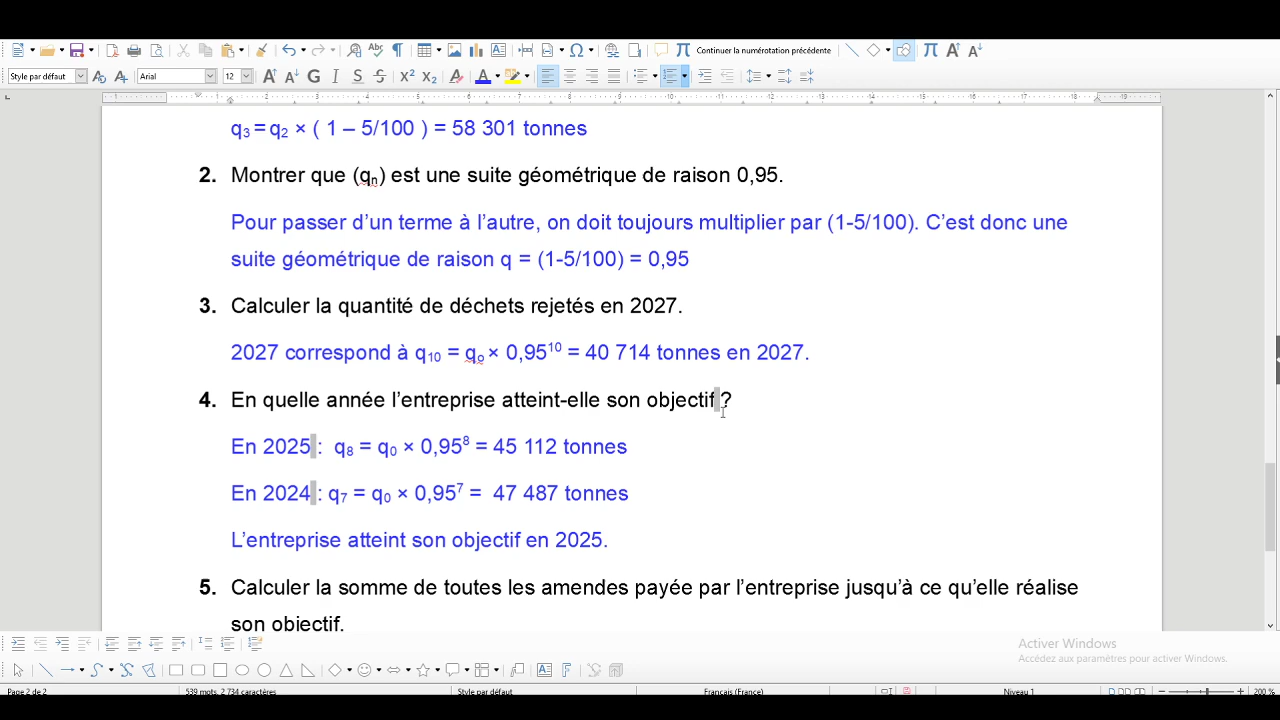 Continuer la numérotation précédente
Style par défaut Arial 12 G I S S X² X₂
q₃ = q₂ × ( 1 – 5/100 ) = 58 301 tonnes
2. Montrer que (qₙ) est une suite géométrique de raison 0,95.
Pour passer d’un terme à l’autre, on doit toujours multiplier par (1-5/100). C’est donc une
suite géométrique de raison q = (1-5/100) = 0,95
3. Calculer la quantité de déchets rejetés en 2027.
2027 correspond à q₁₀ = qₒ × 0,95¹⁰ = 40 714 tonnes en 2027.
4. En quelle année l’entreprise atteint-elle son objectif ?
En 2025 : q₈ = q₀ × 0,95⁸ = 45 112 tonnes
En 2024 : q₇ = q₀ × 0,95⁷ = 47 487 tonnes
L’entreprise atteint son objectif en 2025.
5. Calculer la somme de toutes les amendes payée par l’entreprise jusqu’à ce qu’elle réalise
son objectif.
Activer Windows
Accédez aux paramètres pour activer Windows.
Page 2 de 2 539 mots, 2 734 caractères Style par défaut Français (France) Niveau 1 200 %